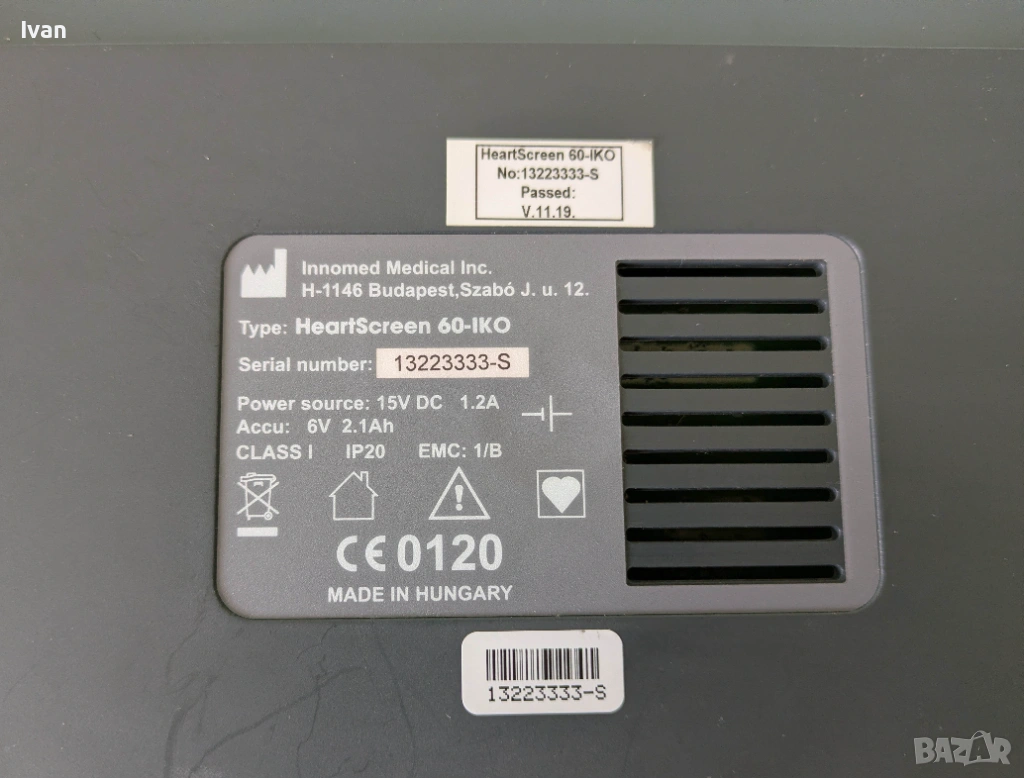 Ivan
HeartScreen 60-IKO
No:13223333-S
Passed:
V.11.19.
Innomed Medical Inc.
H-1146 Budapest,Szabó J. u. 12.
Type: HeartScreen 60-IKO
Serial number: 13223333-S
Power source: 15V DC 1.2A
Accu: 6V 2.1Ah
CLASS I IP20 EMC: 1/B
CE 0120
MADE IN HUNGARY
13223333-S
BAZAR